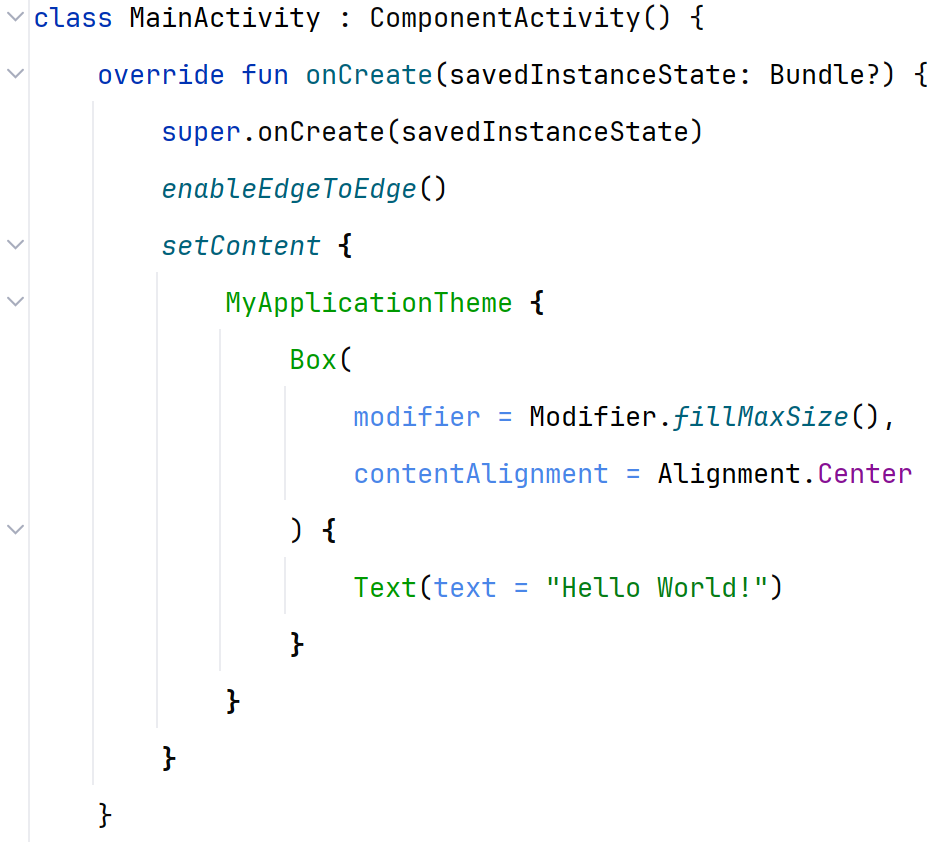 class MainActivity : ComponentActivity() {
    override fun onCreate(savedInstanceState: Bundle?) {
        super.onCreate(savedInstanceState)
        enableEdgeToEdge()
        setContent {
            MyApplicationTheme {
                Box(
                    modifier = Modifier.fillMaxSize(),
                    contentAlignment = Alignment.Center
                ) {
                    Text(text = "Hello World!")
                }
            }
        }
    }